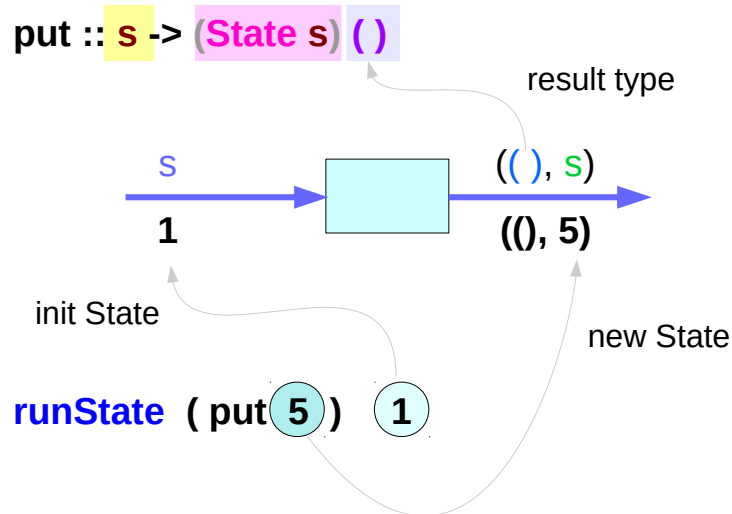 put :: s -> (State s) ( )
result type
s
(( ), s)
1
((), 5)
init State
new State
runState ( put 5 ) 1